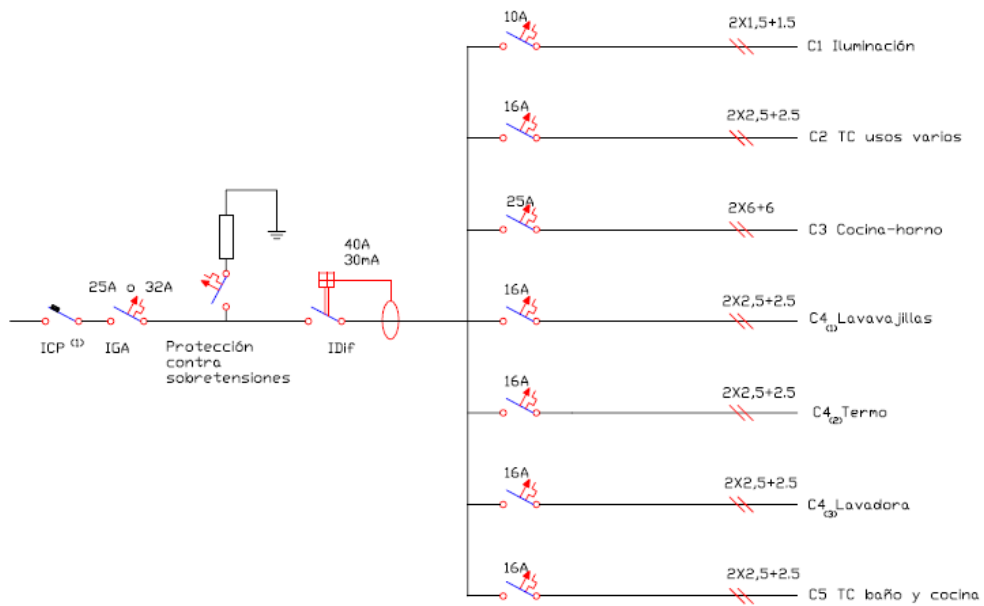 10A
2X1,5+1.5
C1 Iluminación
16A
2X2,5+2.5
C2 TC usos varios
25A
2X6+6
C3 Cocina-horno
40A
30mA
25A o 32A
16A
2X2,5+2.5
C4(1) Lavavajillas
ICP (1)
IGA
Protección
contra
sobretensiones
IDif
16A
2X2,5+2.5
C4(2) Termo
16A
2X2,5+2.5
C4(3) Lavadora
16A
2X2,5+2.5
C5 TC baño y cocina